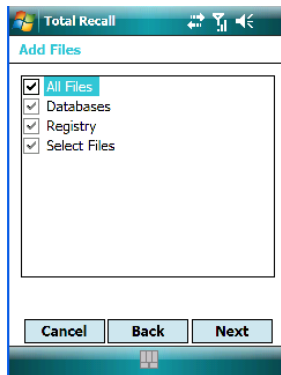 Total Recall
Add Files
All Files
Databases
Registry
Select Files
Cancel Back Next